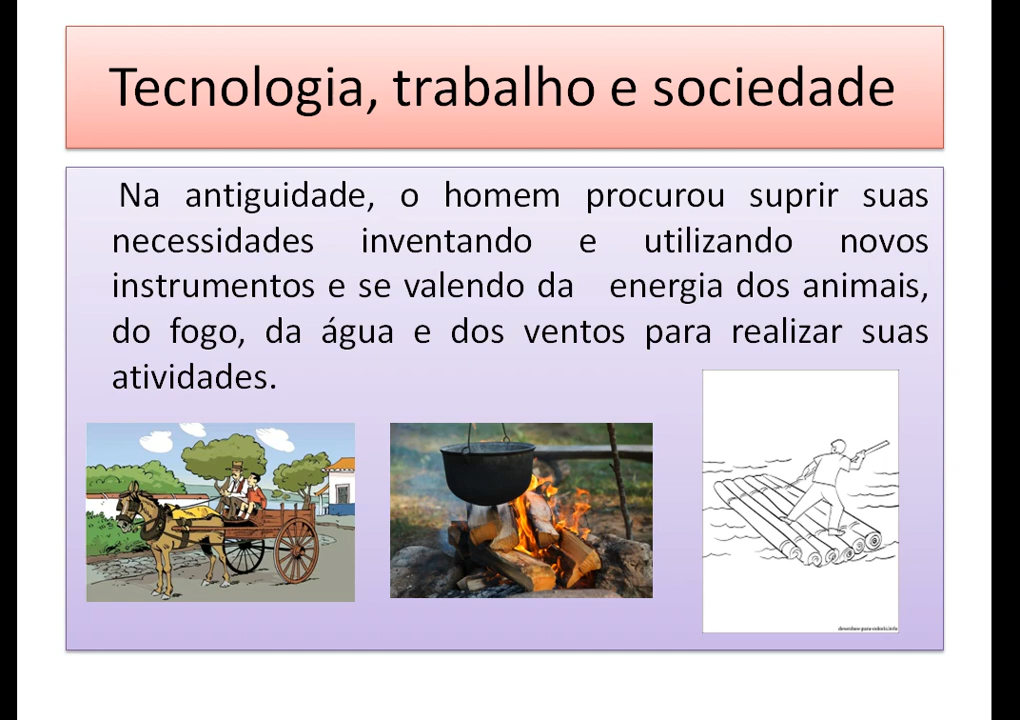 Tecnologia, trabalho e sociedade
Na antiguidade, o homem procurou suprir suas
necessidades inventando e utilizando novos
instrumentos e se valendo da energia dos animais,
do fogo, da água e dos ventos para realizar suas
atividades.